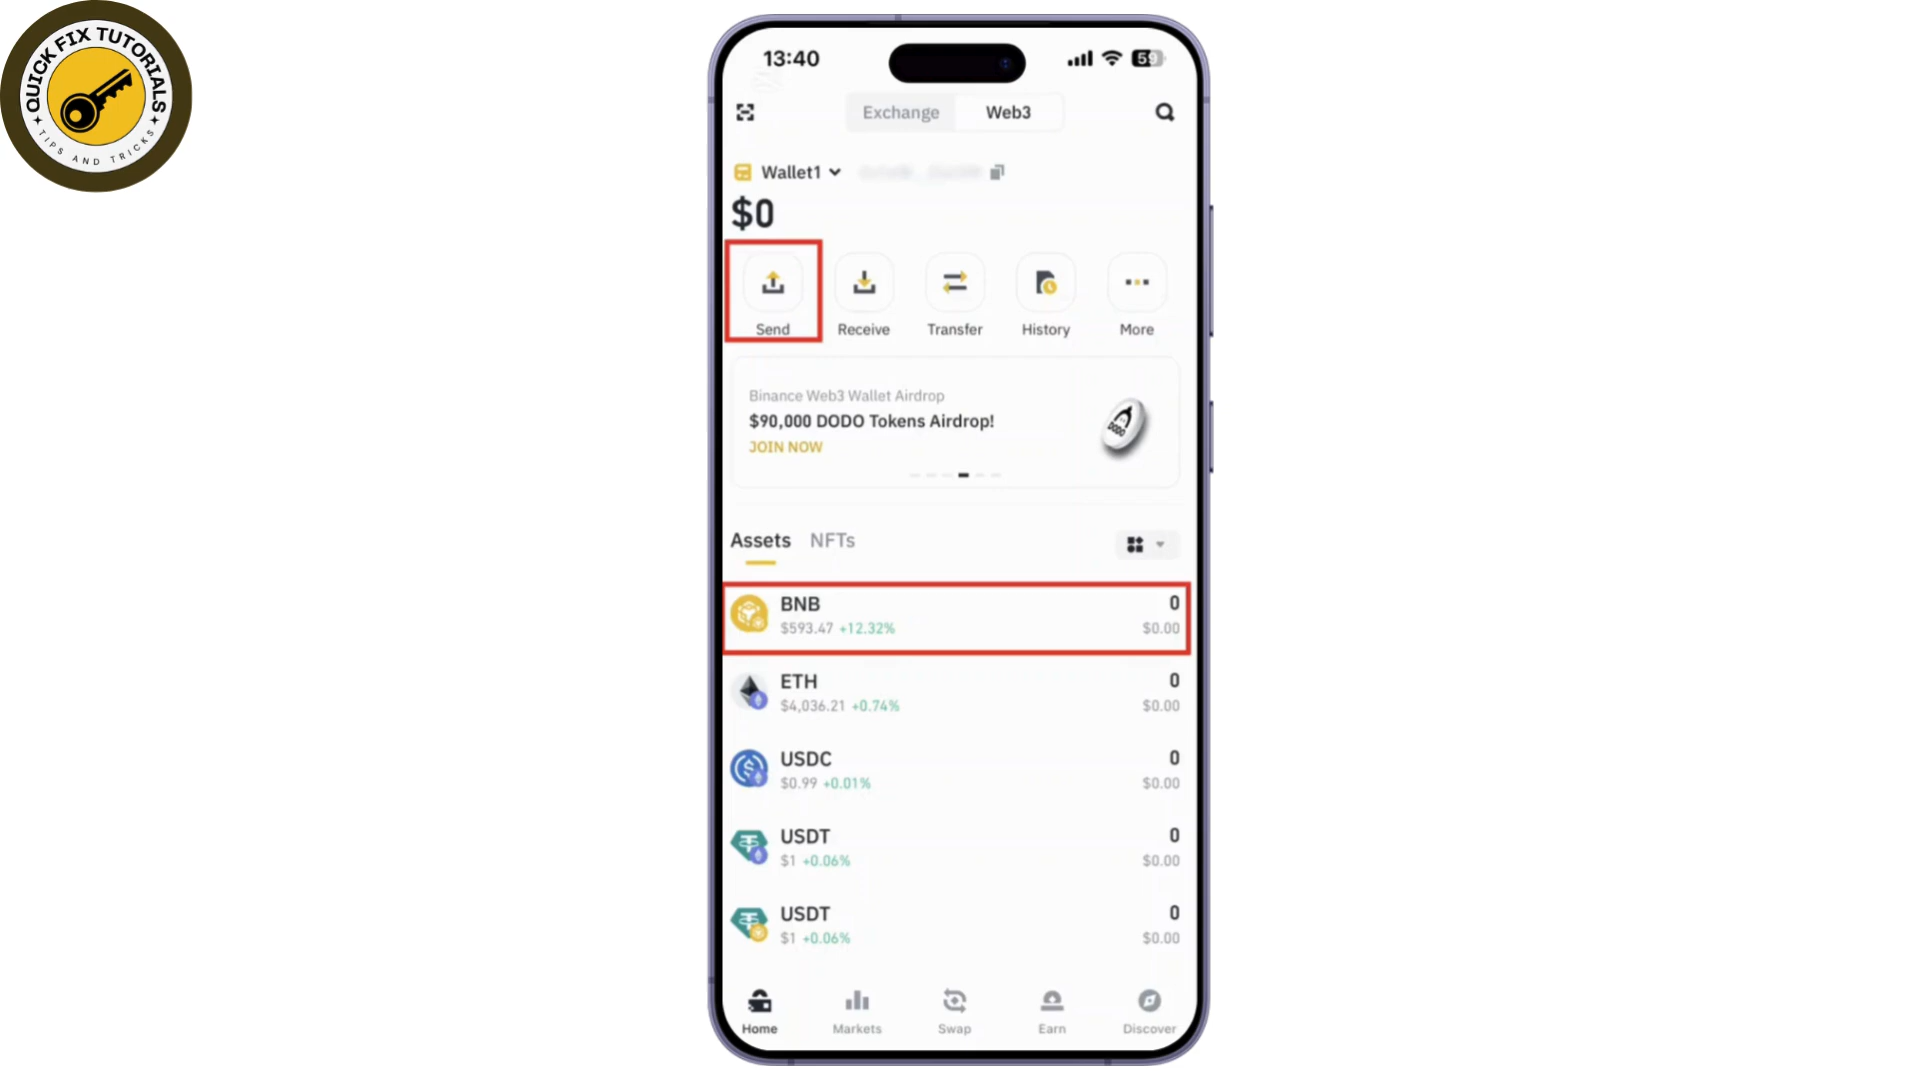 QUICK FIX TUTORIALS
TIPS AND TRICKS
13:40
59
Exchange
Web3
Wallet1
$0
Send
Receive
Transfer
History
More
Binance Web3 Wallet Airdrop
$90,000 DODO Tokens Airdrop!
JOIN NOW
DODO
Assets
NFTs
BNB
0
$593.47 +12.32%
$0.00
ETH
0
$4,036.21 +0.74%
$0.00
USDC
0
$0.99 +0.01%
$0.00
USDT
0
$1 +0.06%
$0.00
USDT
0
$1 +0.06%
$0.00
Home
Markets
Swap
Earn
Discover